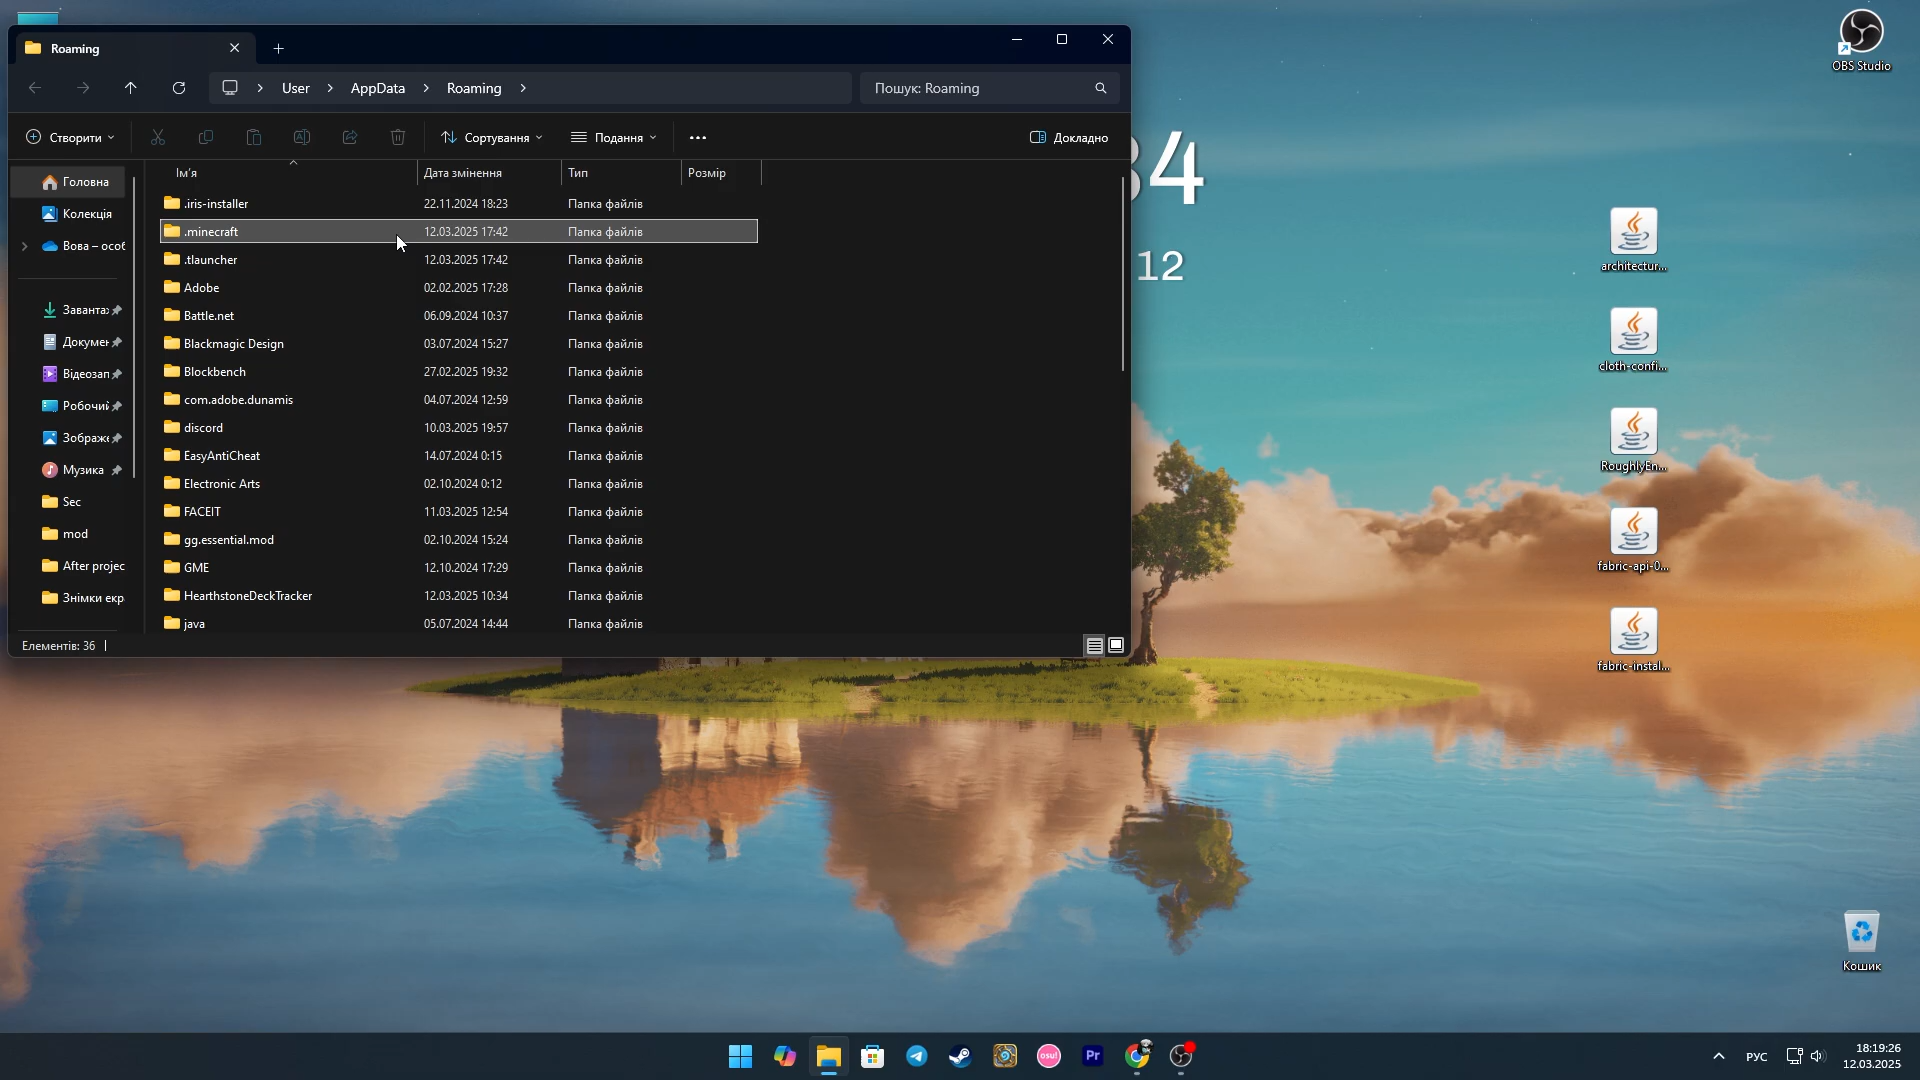 Roaming
User
AppData
Roaming
Пошук: Roaming
Створити
Сортування
Подання
Докладно
Головна
Колекція
Вова – особ
Завантаж
Докумен
Відеозап
Робочий
Зображе
Музика
Sec
mod
After projec
Знімки екр
Ім'я Дата змінення Тип Розмір
.iris-installer 22.11.2024 18:23 Папка файлів
.minecraft 12.03.2025 17:42 Папка файлів
.tlauncher 12.03.2025 17:42 Папка файлів
Adobe 02.02.2025 17:28 Папка файлів
Battle.net 06.09.2024 10:37 Папка файлів
Blackmagic Design 03.07.2024 15:27 Папка файлів
Blockbench 27.02.2025 19:32 Папка файлів
com.adobe.dunamis 04.07.2024 12:59 Папка файлів
discord 10.03.2025 19:57 Папка файлів
EasyAntiCheat 14.07.2024 0:15 Папка файлів
Electronic Arts 02.10.2024 0:12 Папка файлів
FACEIT 11.03.2025 12:54 Папка файлів
gg.essential.mod 02.10.2024 15:24 Папка файлів
GME 12.10.2024 17:29 Папка файлів
HearthstoneDeckTracker 12.03.2025 10:34 Папка файлів
java 05.07.2024 14:44 Папка файлів
Елементів: 36
34
12
OBS Studio
architectur...
cloth-confi...
RoughlyEn...
fabric-api-0...
fabric-instal...
Кошик
osu!
Pr
РУС
18:19:26
12.03.2025